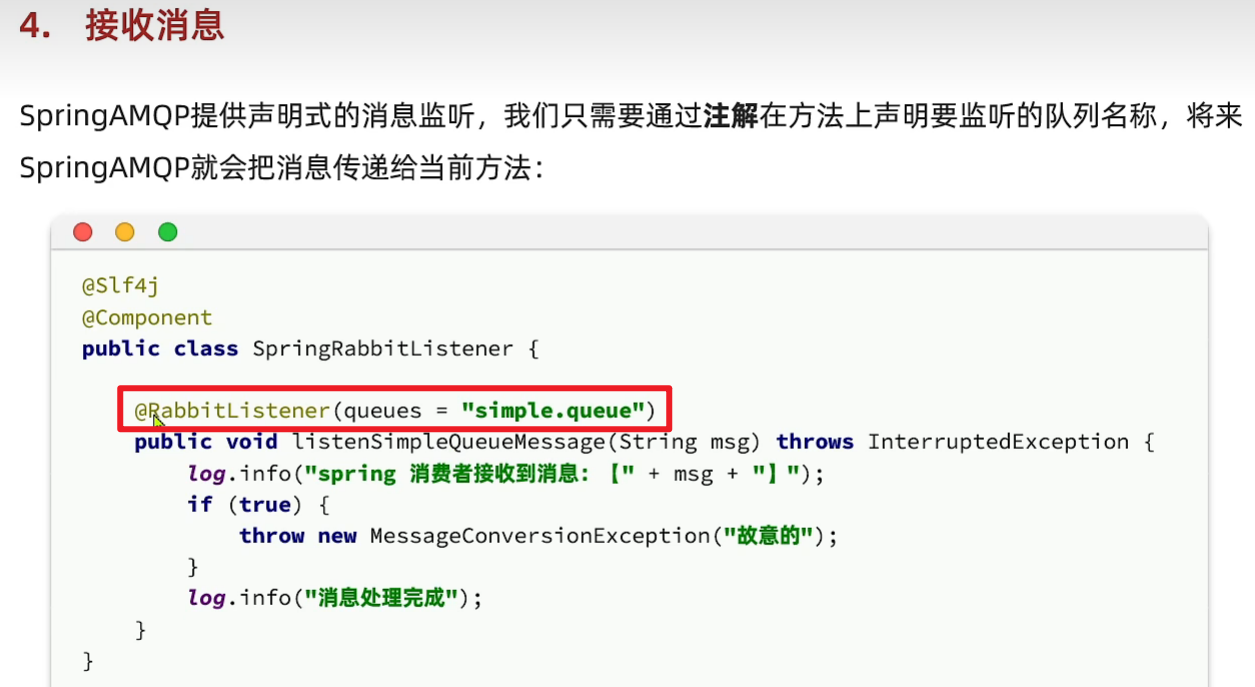 4. 接收消息
SpringAMQP提供声明式的消息监听，我们只需要通过注解在方法上声明要监听的队列名称，将来
SpringAMQP就会把消息传递给当前方法：
@Slf4j
@Component
public class SpringRabbitListener {
@RabbitListener(queues = "simple.queue")
public void listenSimpleQueueMessage(String msg) throws InterruptedException {
log.info("spring 消费者接收到消息：【" + msg + "】");
if (true) {
throw new MessageConversionException("故意的");
}
log.info("消息处理完成");
}
}